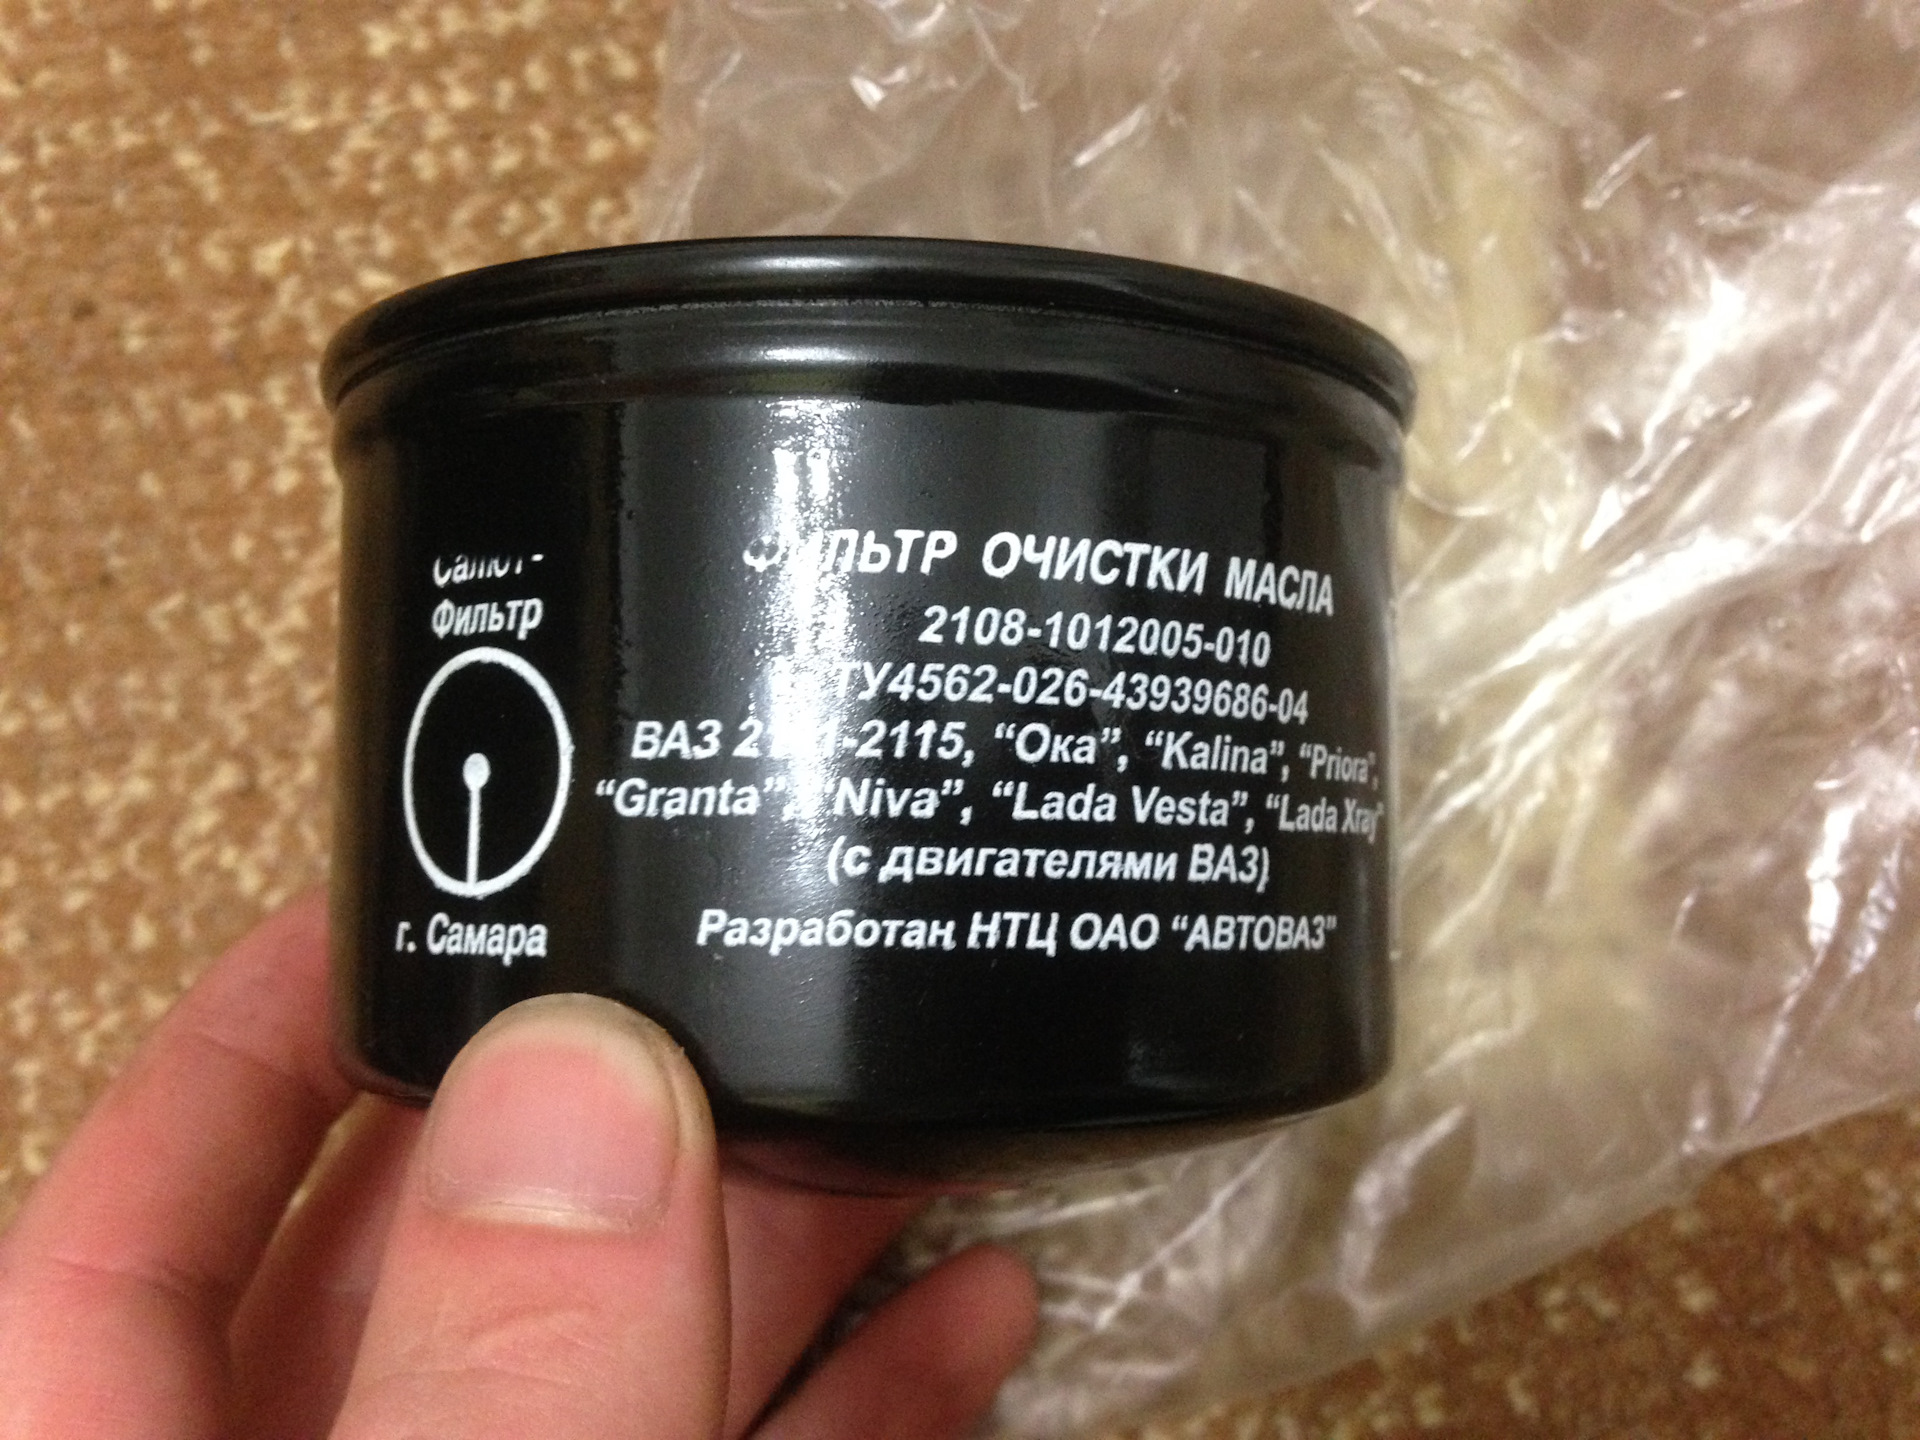 Салют-
Фильтр
г. Самара
ФИЛЬТР ОЧИСТКИ МАСЛА
2108-1012005-010
ТУ4562-026-43939686-04
ВАЗ “Ока”, “Kalina”, “Priora”,
“Granta”, “Niva”, “Lada Vesta”, “Lada Xray”
(с двигателями ВАЗ)
Разработан НТЦ ОАО “АВТОВАЗ”